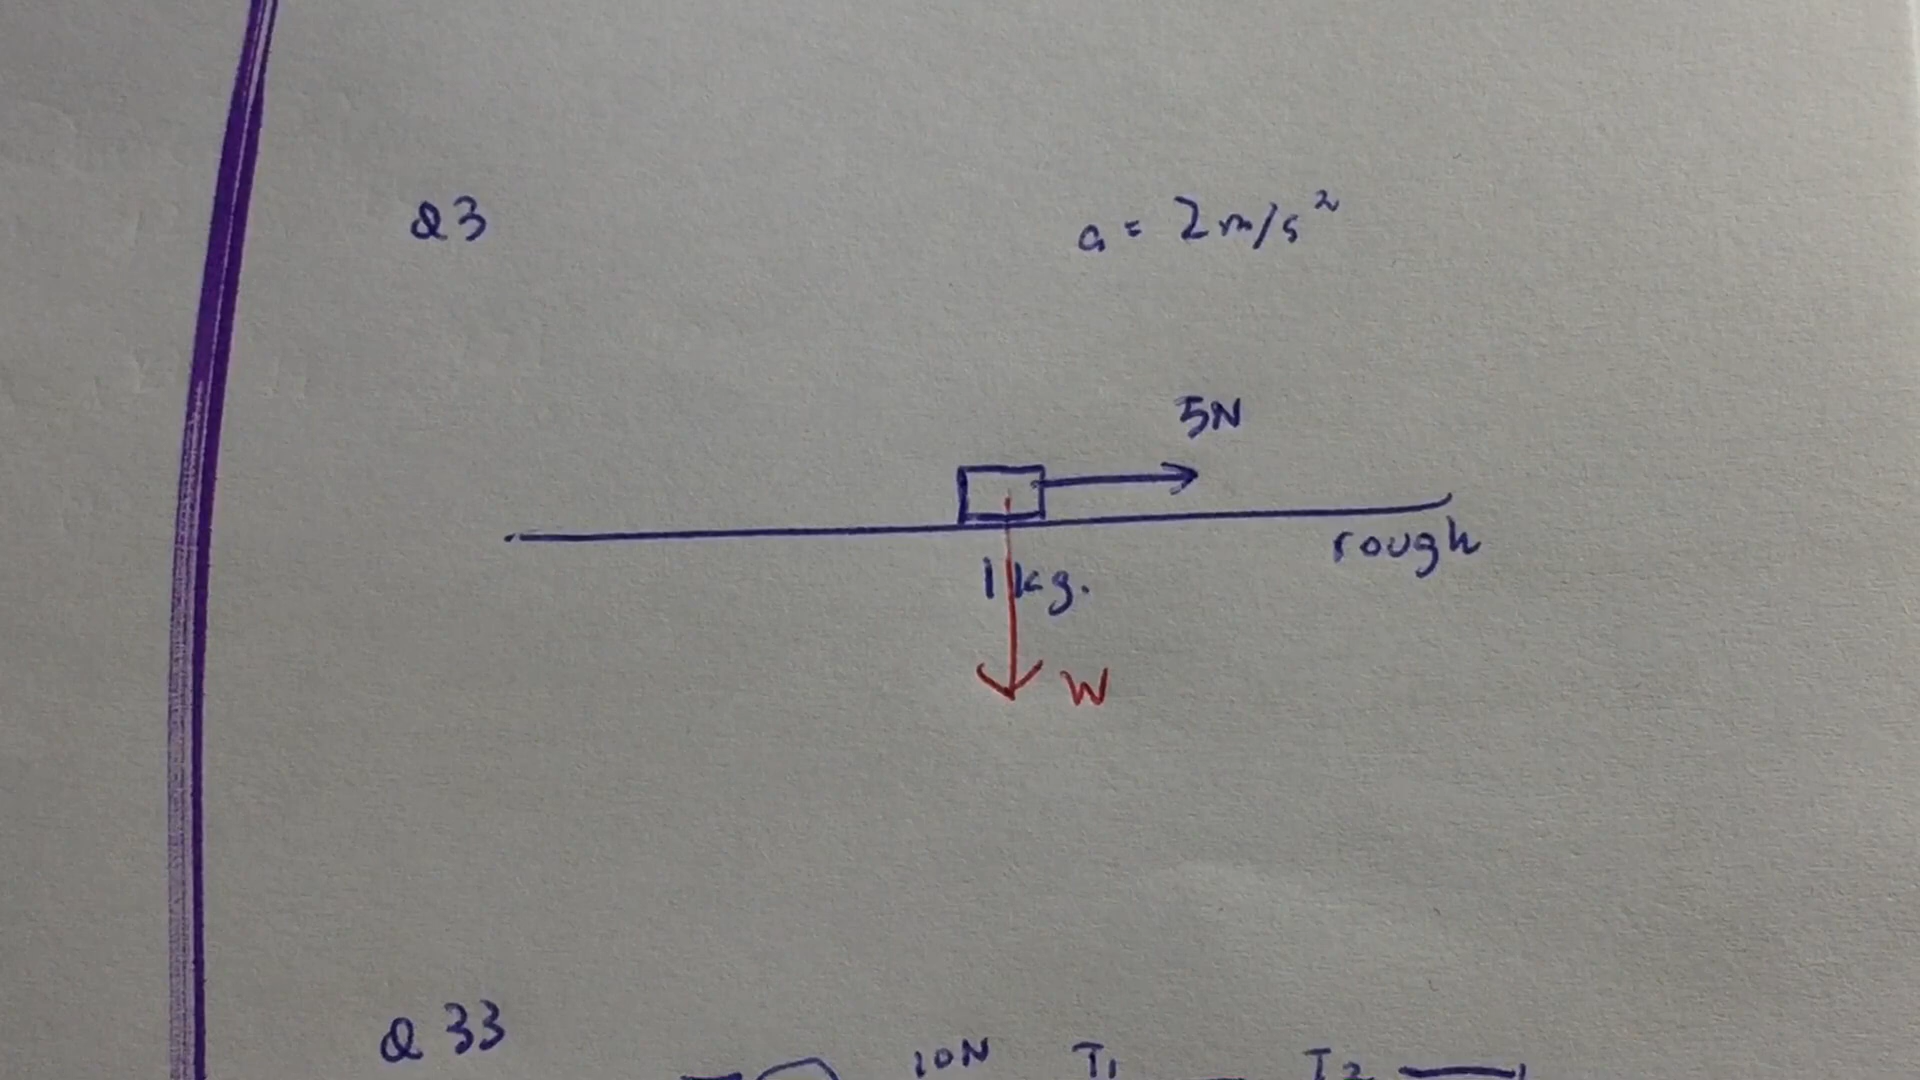 Q3
a = 2m/s²
5N
rough
1kg.
W
Q 33
10N T₁ T₂